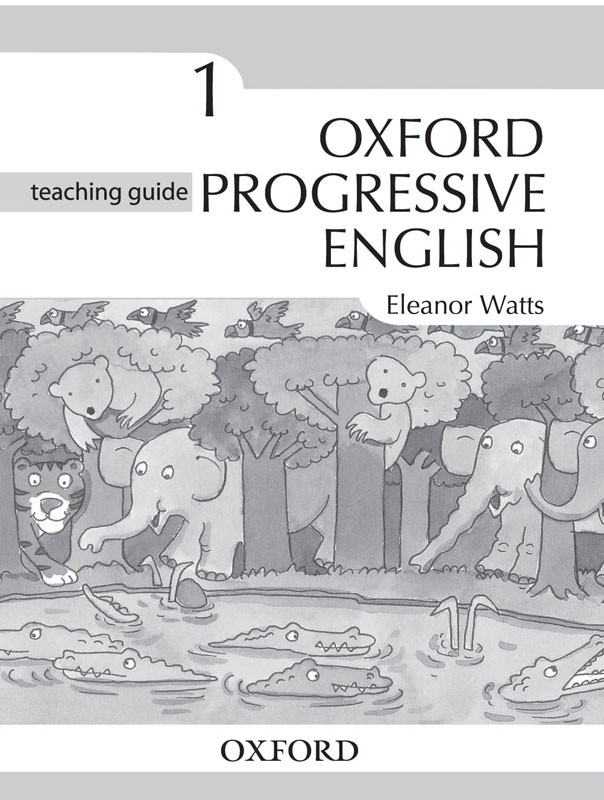 1
OXFORD
teaching guide PROGRESSIVE
ENGLISH
Eleanor Watts
OXFORD